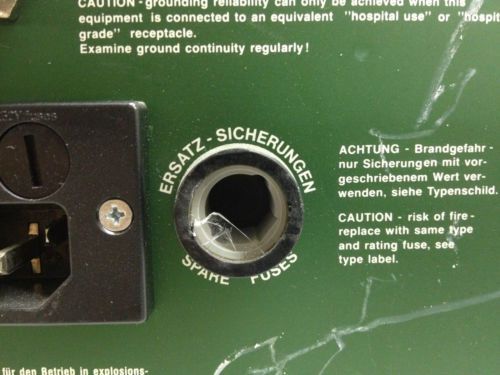 CAUTION - grounding reliability can only be achieved when this
equipment is connected to an equivalent "hospital use" or "hospital
grade" receptacle.
Examine ground continuity regularly!
ERSATZ - SICHERUNGEN
SPARE FUSES
ACHTUNG - Brandgefahr -
nur Sicherungen mit vor-
geschriebenem Wert ver-
wenden, siehe Typenschild.
CAUTION - risk of fire -
replace with same type
and rating fuse, see
type label.
für den Betrieb in explosions-